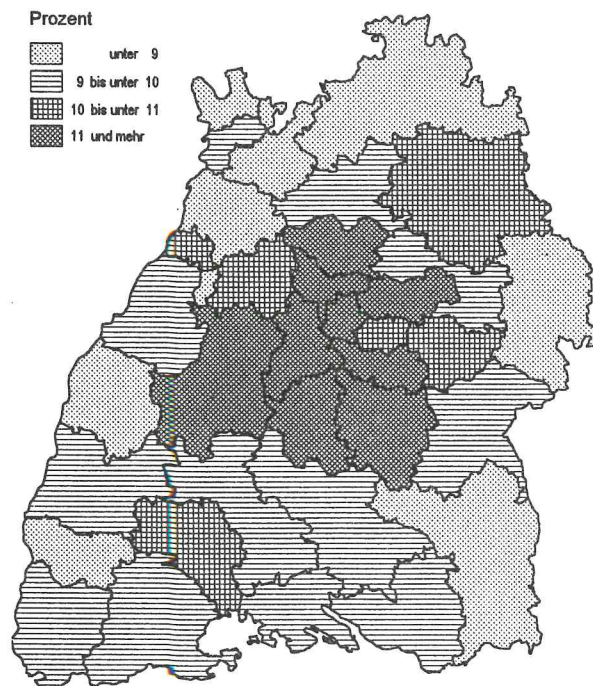 Prozent
unter 9
9 bis unter 10
10 bis unter 11
11 und mehr